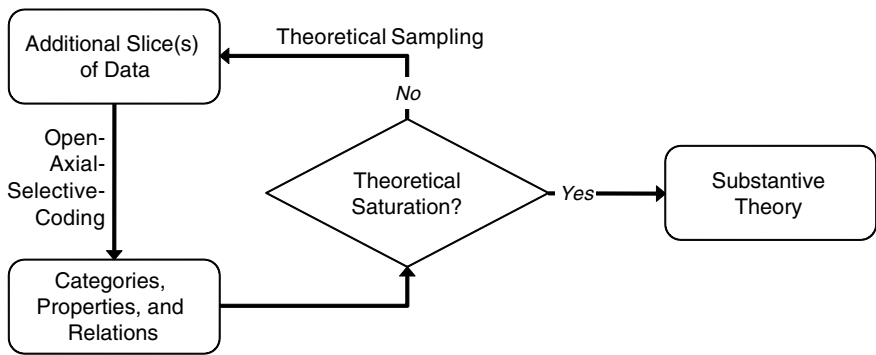 Additional Slice(s)
of Data
Theoretical Sampling
No
Open-
Axial-
Selective-
Coding
Theoretical
Saturation?
Yes
Substantive
Theory
Categories,
Properties, and
Relations